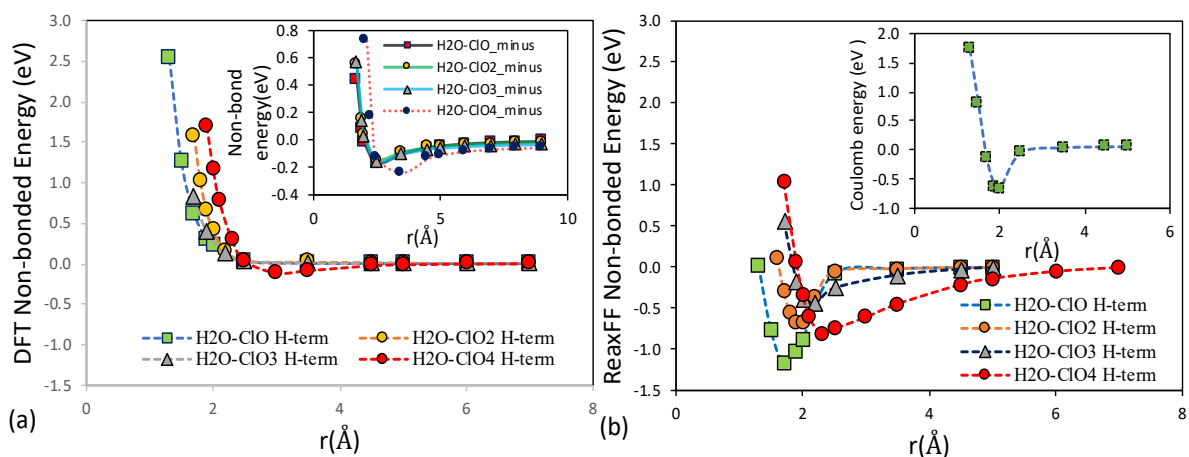 3.0
2.5
2.0
1.5
1.0
0.5
0.0
-0.5
-1.0
-1.5
DFT Non-bonded Energy (eV)
0 2 4 6 8
r(Å)
(a)
H2O-ClO H-term
H2O-ClO2 H-term
H2O-ClO3 H-term
H2O-ClO4 H-term
0.8
0.6
0.4
0.2
0.0
0.2
0.4
Non-bond
energy(eV)
0 5 10
r(Å)
H2O-ClO_minus
H2O-ClO2_minus
H2O-ClO3_minus
H2O-ClO4_minus
3.0
2.5
2.0
1.5
1.0
0.5
0.0
-0.5
-1.0
-1.5
ReaxFF Non-bonded Energy (eV)
0 2 4 6 8
r(Å)
(b)
H2O-ClO H-term
H2O-ClO2 H-term
H2O-ClO3 H-term
H2O-ClO4 H-term
2.0
1.0
0.0
-0.5
-1.0
Coulomb energy (eV )
0 2 4 6
r(Å)